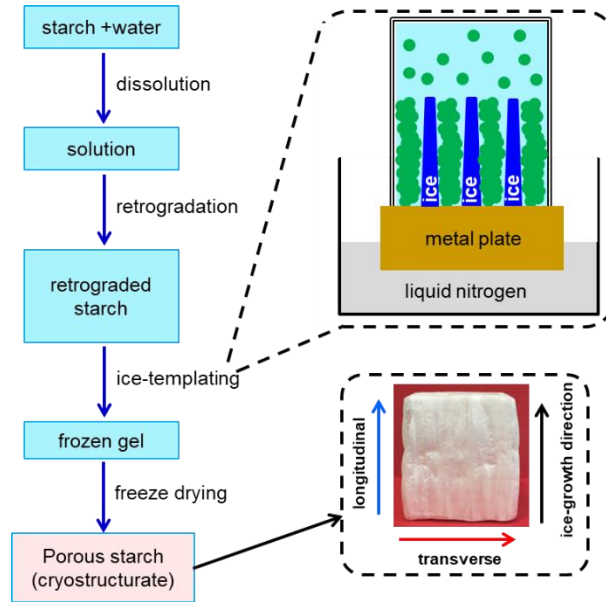 starch +water
dissolution
solution
retrogradation
retrograded
starch
ice-templating
frozen gel
freeze drying
Porous starch
(cryostructurate)
ice
ice
ice
metal plate
liquid nitrogen
longitudinal
ice-growth direction
transverse